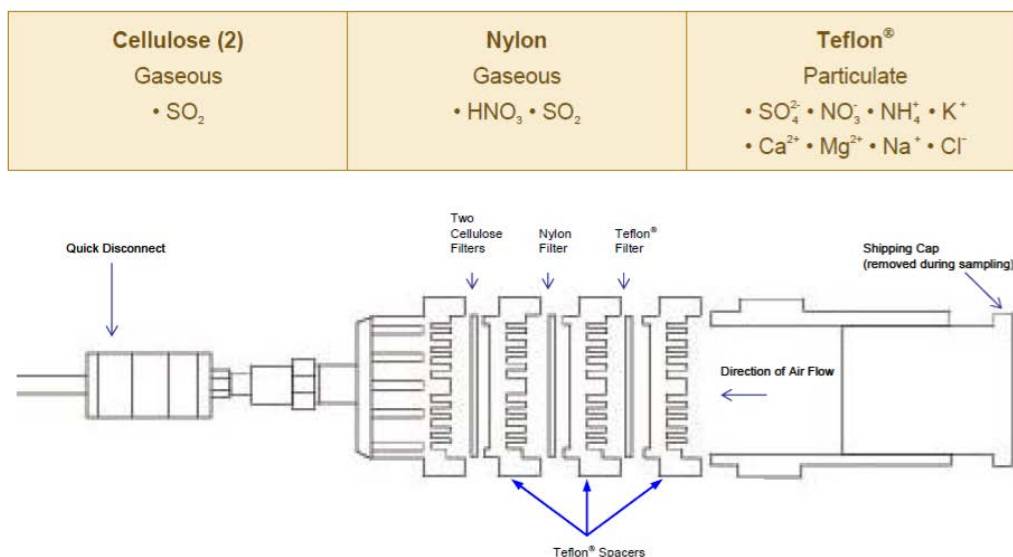 Cellulose (2)
Gaseous
• SO₂
Nylon
Gaseous
• HNO₃ • SO₂
Teflon®
Particulate
• SO₄²⁻ • NO₃⁻ • NH₄⁺ • K⁺
• Ca²⁺ • Mg²⁺ • Na⁺ • Cl⁻
Quick Disconnect
Two
Cellulose
Filters
Nylon
Filter
Teflon®
Filter
Shipping Cap
(removed during sampling)
Direction of Air Flow
Teflon® Spacers